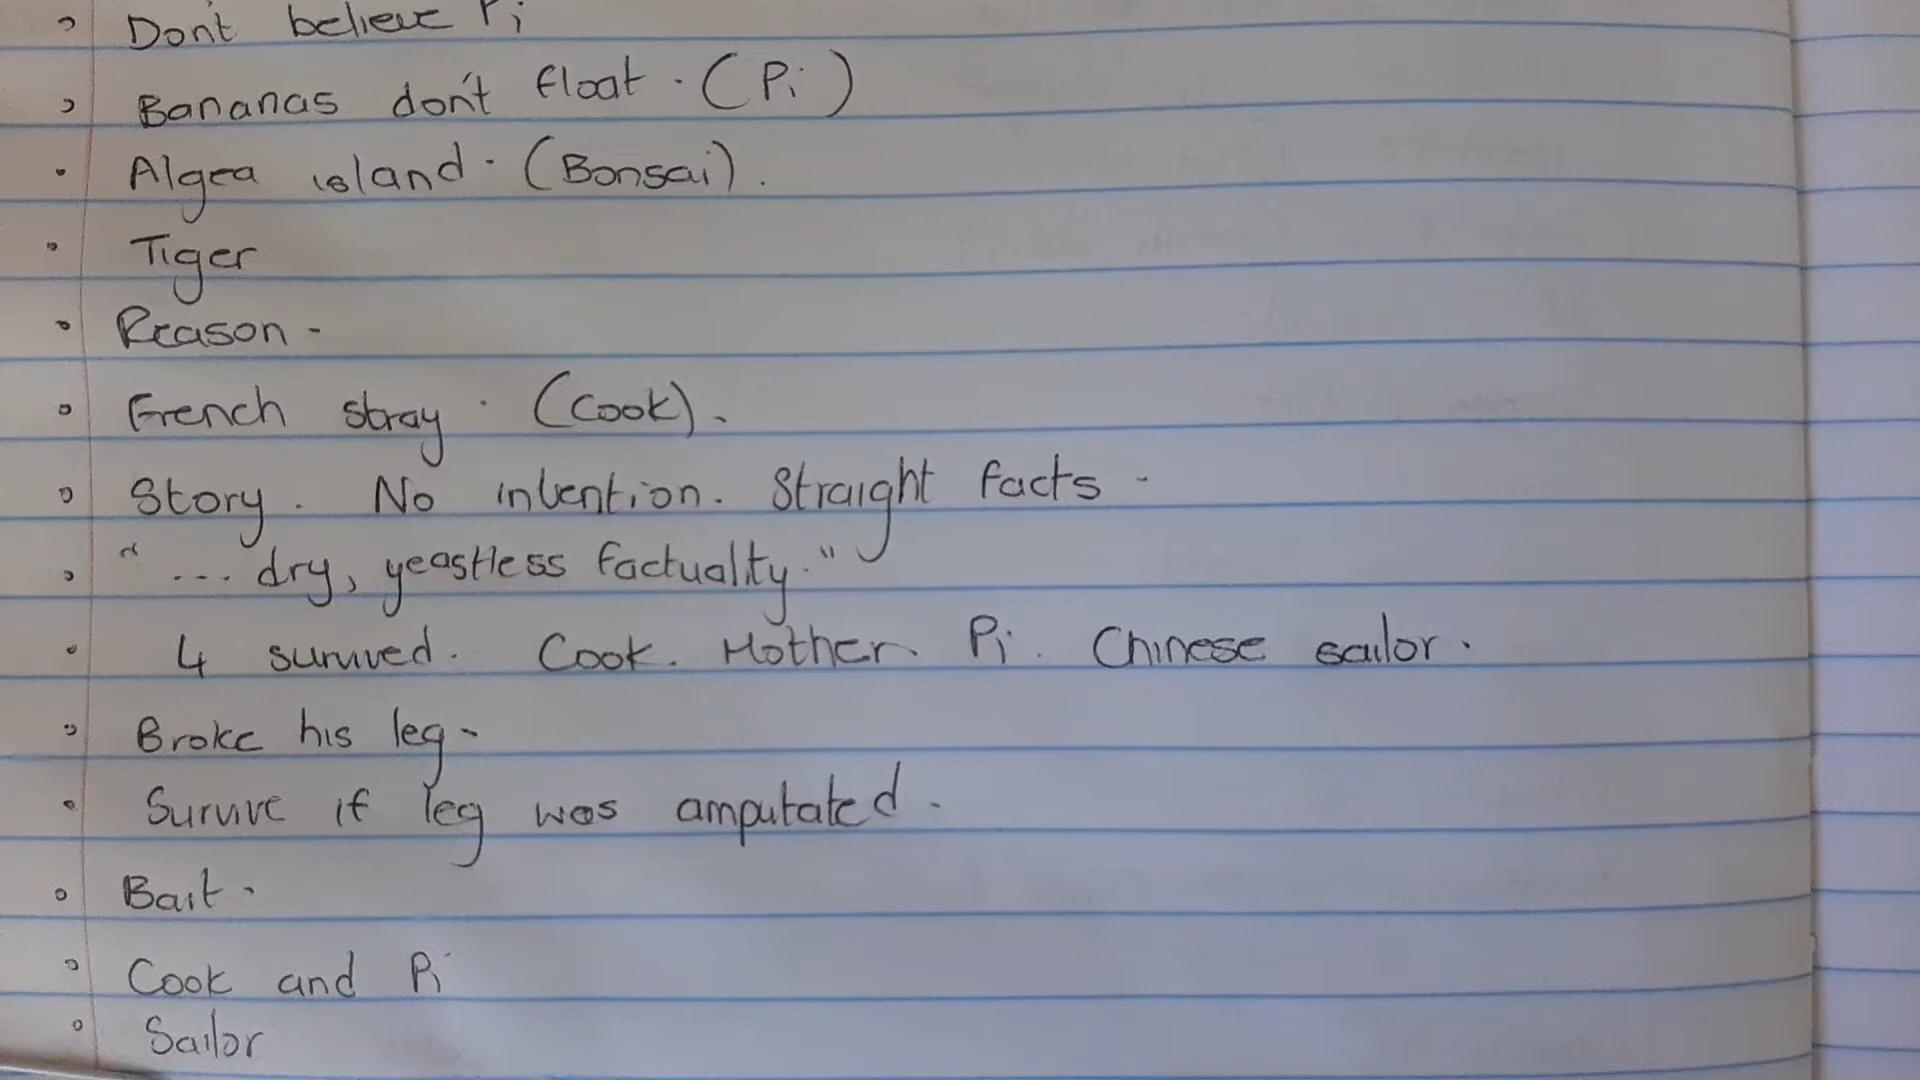 • Don't believe Pi
• Bananas don't float. (Pi)
• Algea island. (Bonsai).
• Tiger
• Reason -
• French stray. (Cook).
• Story. No intention. Straight facts -
• "... dry, yeastless factuality."
• 4 survived. Cook. Mother. Pi. Chinese sailor.
• Broke his leg -
• Survive if leg was amputated.
• Bait.
• Cook and Pi
• Sailor